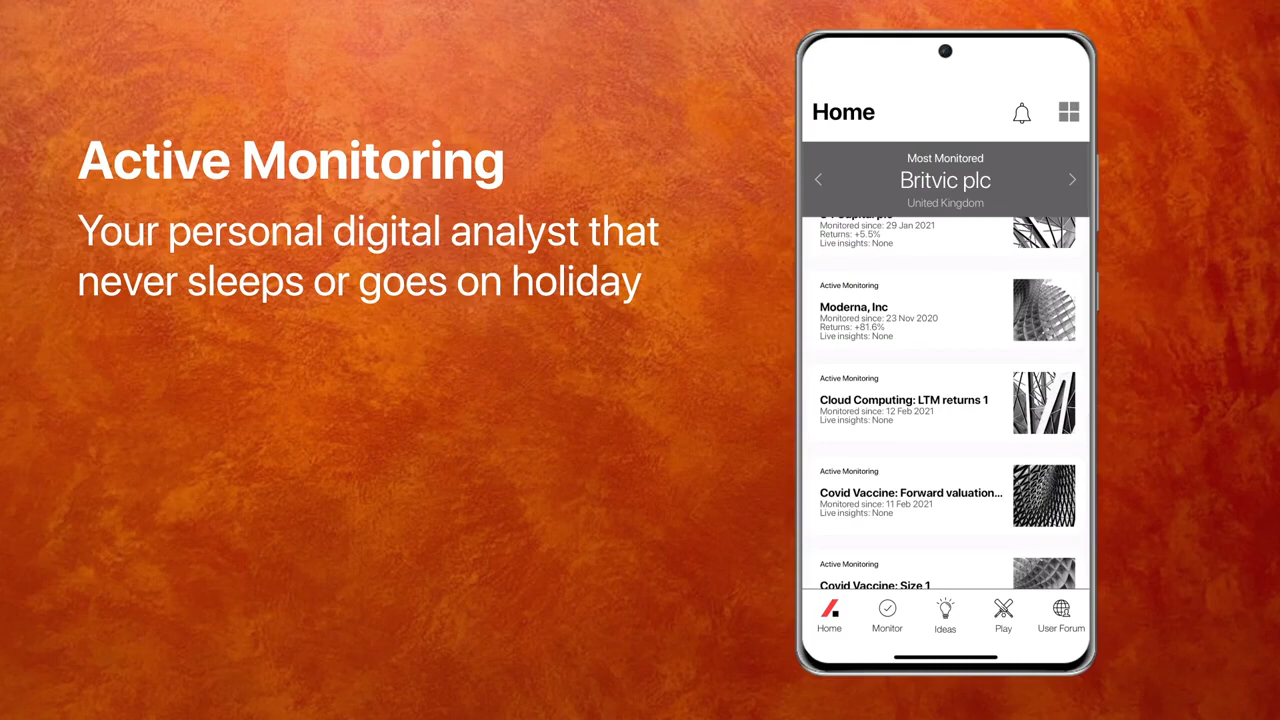 Active Monitoring
Your personal digital analyst that
never sleeps or goes on holiday
Home
Most Monitored
Britvic plc
United Kingdom
Monitored since: 29 Jan 2021
Returns: +5.5%
Live insights: None
Active Monitoring
Moderna, Inc
Monitored since: 23 Nov 2020
Returns: +81.6%
Live insights: None
Active Monitoring
Cloud Computing: LTM returns 1
Monitored since: 12 Feb 2021
Live insights: None
Active Monitoring
Covid Vaccine: Forward valuation...
Monitored since: 11 Feb 2021
Live insights: None
Active Monitoring
Covid Vaccine: Size 1
Home Monitor Ideas Play User Forum